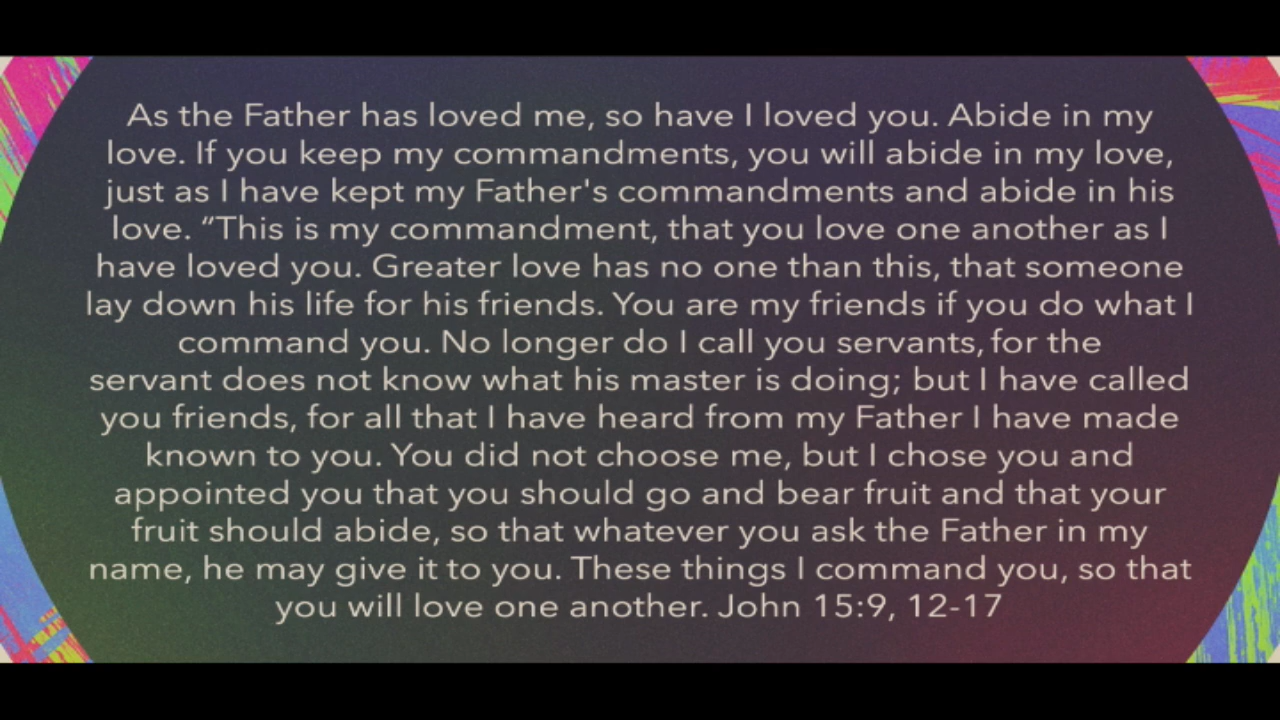 As the Father has loved me, so have I loved you. Abide in my
love. If you keep my commandments, you will abide in my love,
just as I have kept my Father's commandments and abide in his
love. “This is my commandment, that you love one another as I
have loved you. Greater love has no one than this, that someone
lay down his life for his friends. You are my friends if you do what I
command you. No longer do I call you servants, for the
servant does not know what his master is doing; but I have called
you friends, for all that I have heard from my Father I have made
known to you. You did not choose me, but I chose you and
appointed you that you should go and bear fruit and that your
fruit should abide, so that whatever you ask the Father in my
name, he may give it to you. These things I command you, so that
you will love one another. John 15:9, 12-17